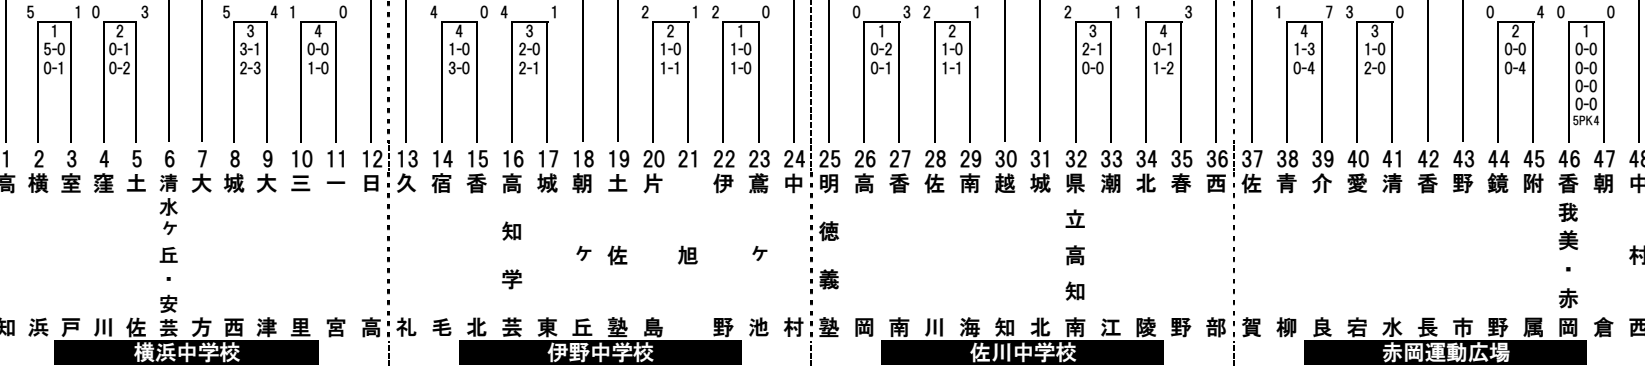 5 1 0 3 5 4 1 0 4 0 4 1 2 1 2 0 0 3 2 1 2 1 1 3 1 7 3 0 0 4 0 0
1 2 3 4 4 3 2 1 1 2 3 4 4 3 2 1
5-0 0-1 3-1 0-0 1-0 2-0 1-0 1-0 0-2 1-0 2-1 0-1 1-3 1-0 0-0 0-0
0-1 0-2 2-3 1-0 3-0 2-1 1-1 1-0 0-1 1-1 0-0 1-2 0-4 2-0 0-4 0-0
0-0
0-0
5PK4
1 2 3 4 5 6 7 8 9 10 11 12 13 14 15 16 17 18 19 20 21 22 23 24 25 26 27 28 29 30 31 32 33 34 35 36 37 38 39 40 41 42 43 44 45 46 47 48
高知
横浜
室戸
窪川
土佐
清水ケ丘・安芸
大方
城西
大津
三里
一宮
日高
久礼
宿毛
香北
高知学芸
城東
朝ケ丘
土佐塾
片島
旭
伊野
鳶ケ池
中村
明徳義塾
高岡
香南
佐川
南海
越知
城北
県立高知南
潮江
北陵
春野
西部
佐賀
青柳
介良
愛宕
清水
香長
野市
鏡野
附属
香我美・赤岡
朝倉
中村西
横浜中学校 伊野中学校 佐川中学校 赤岡運動広場